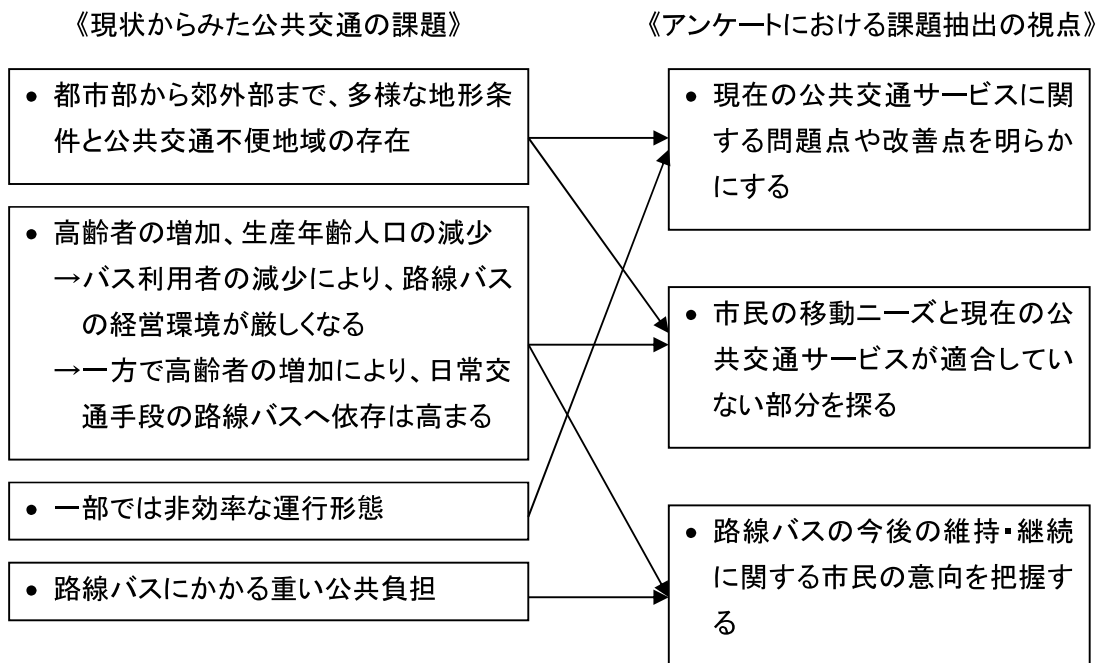 《現状からみた公共交通の課題》
《アンケートにおける課題抽出の視点》
• 都市部から郊外部まで、多様な地形条
件と公共交通不便地域の存在
• 高齢者の増加、生産年齢人口の減少
→バス利用者の減少により、路線バス
の経営環境が厳しくなる
→一方で高齢者の増加により、日常交
通手段の路線バスへ依存は高まる
• 一部では非効率な運行形態
• 路線バスにかかる重い公共負担
• 現在の公共交通サービスに関
する問題点や改善点を明らか
にする
• 市民の移動ニーズと現在の公
共交通サービスが適合してい
ない部分を探る
• 路線バスの今後の維持・継続
に関する市民の意向を把握す
る